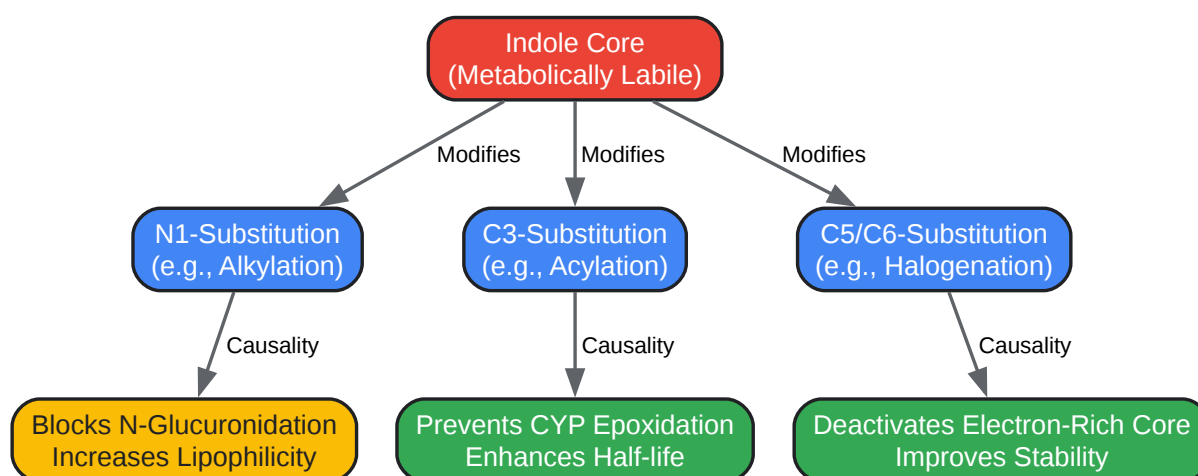 Indole Core
(Metabolically Labile)
Modifies
Modifies
Modifies
N1-Substitution
(e.g., Alkylation)
C3-Substitution
(e.g., Acylation)
C5/C6-Substitution
(e.g., Halogenation)
Causality
Causality
Causality
Blocks N-Glucuronidation
Increases Lipophilicity
Prevents CYP Epoxidation
Enhances Half-life
Deactivates Electron-Rich Core
Improves Stability